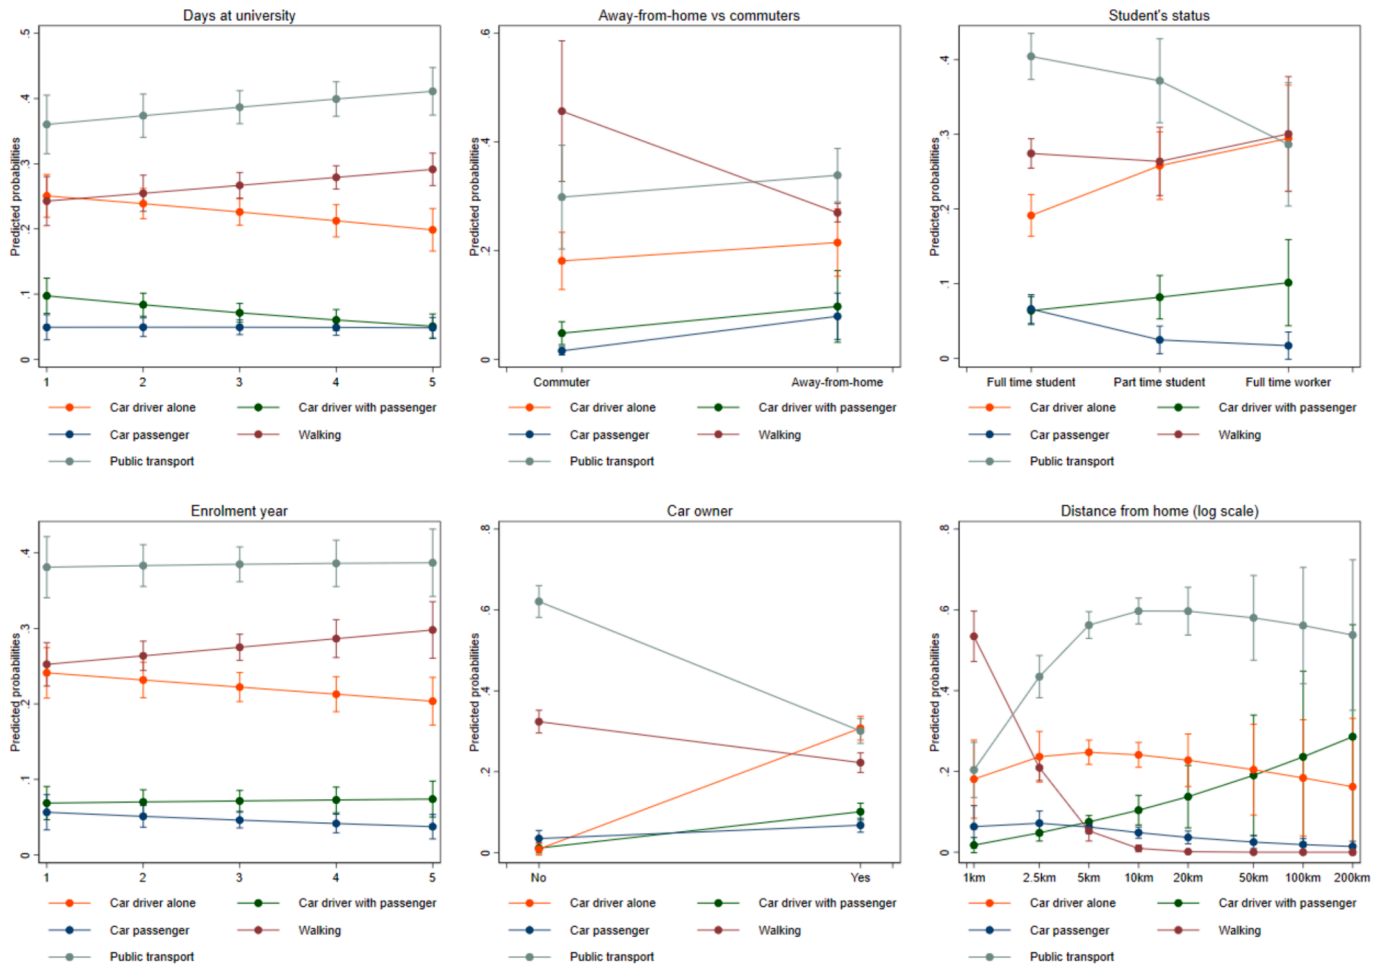 Days at university
Predicted probabilities
.5
.4
.3
.2
.1
0
1 2 3 4 5
Car driver alone Car driver with passenger
Car passenger Walking
Public transport
Away-from-home vs commuters
Predicted probabilities
.6
.4
.2
0
Commuter Away-from-home
Car driver alone Car driver with passenger
Car passenger Walking
Public transport
Student's status
Predicted probabilities
.4
.3
.2
.1
0
Full time student Part time student Full time worker
Car driver alone Car driver with passenger
Car passenger Walking
Public transport
Enrolment year
Predicted probabilities
.4
.3
.2
.1
0
1 2 3 4 5
Car driver alone Car driver with passenger
Car passenger Walking
Public transport
Car owner
Predicted probabilities
.8
.6
.4
.2
0
No Yes
Car driver alone Car driver with passenger
Car passenger Walking
Public transport
Distance from home (log scale)
Predicted probabilities
.8
.6
.4
.2
0
1km 2.5km 5km 10km 20km 50km 100km 200km
Car driver alone Car driver with passenger
Car passenger Walking
Public transport